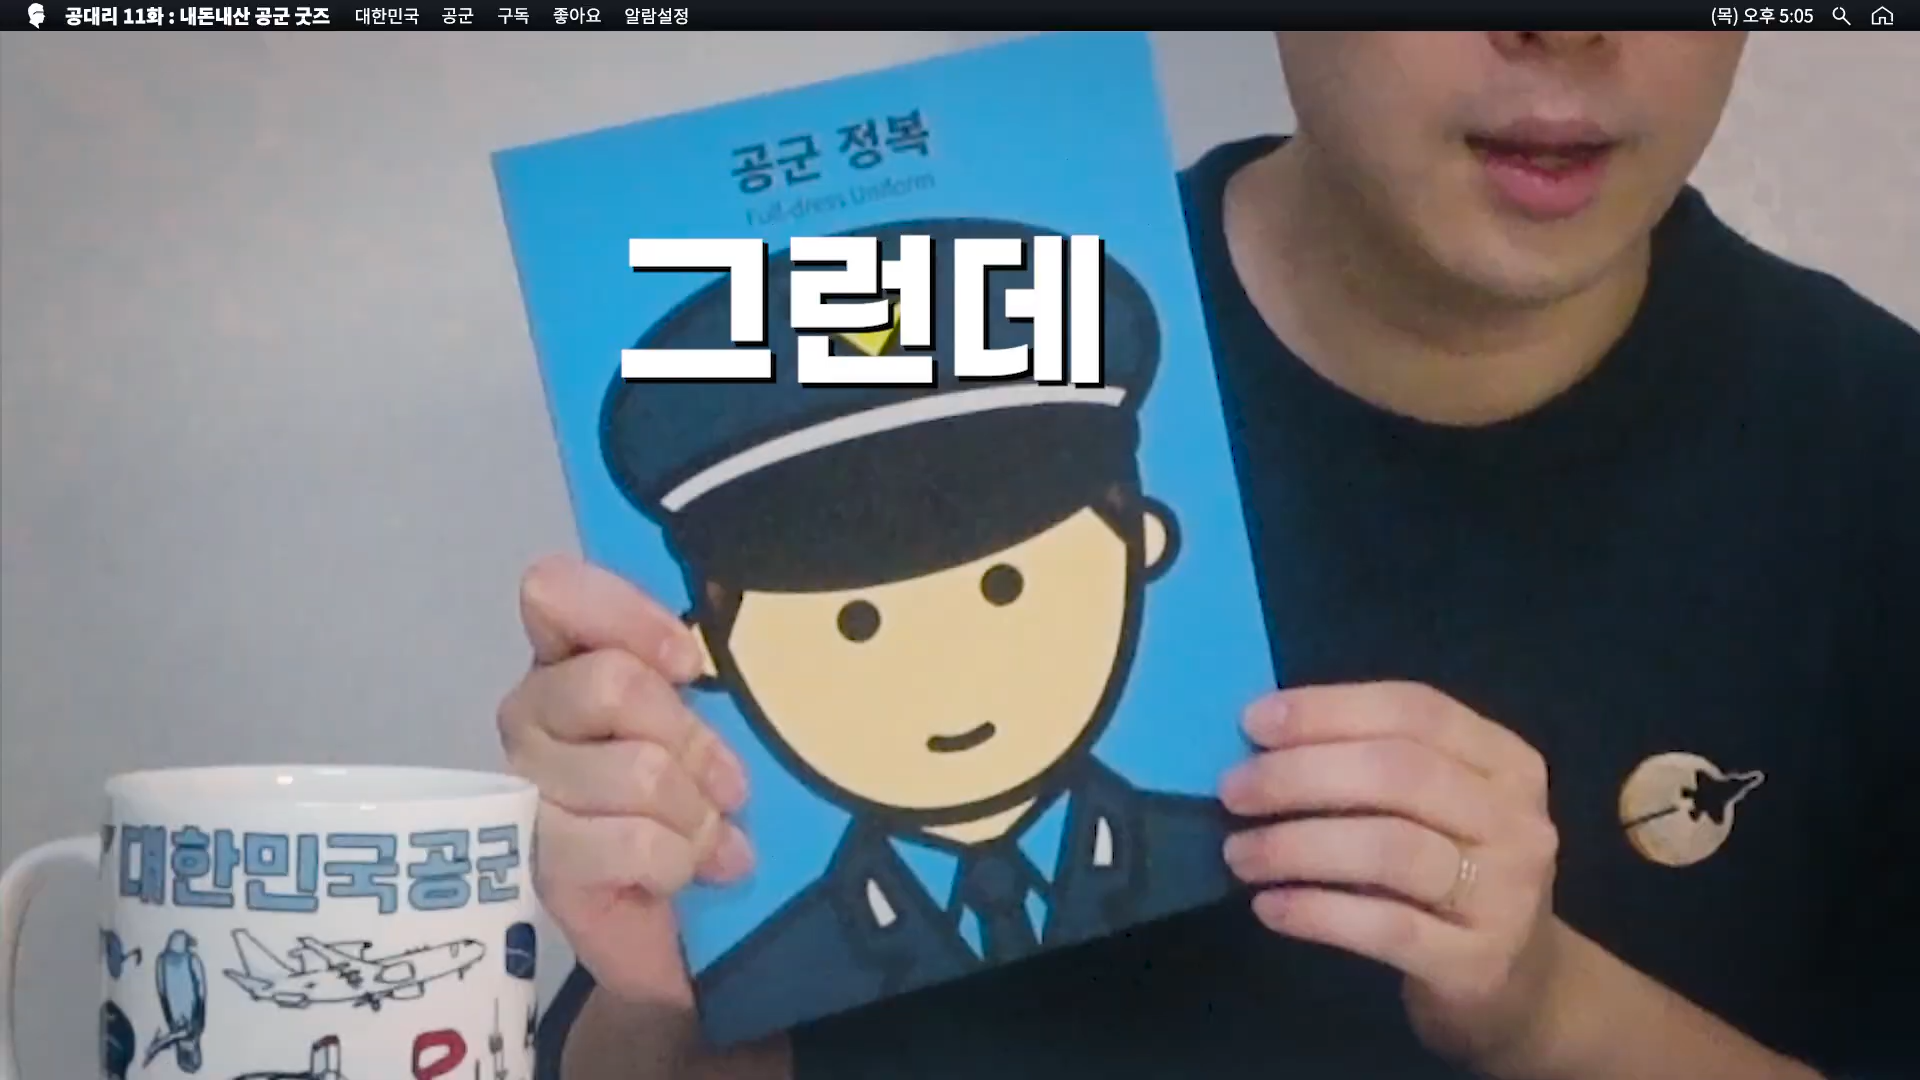 공대리 11화 : 내돈내산 공군 굿즈 대한민국 공군 구독 좋아요 알람설정 (목) 오후 5:05
공군 정복
Full-dress Uniform
그런데
대한민국공군